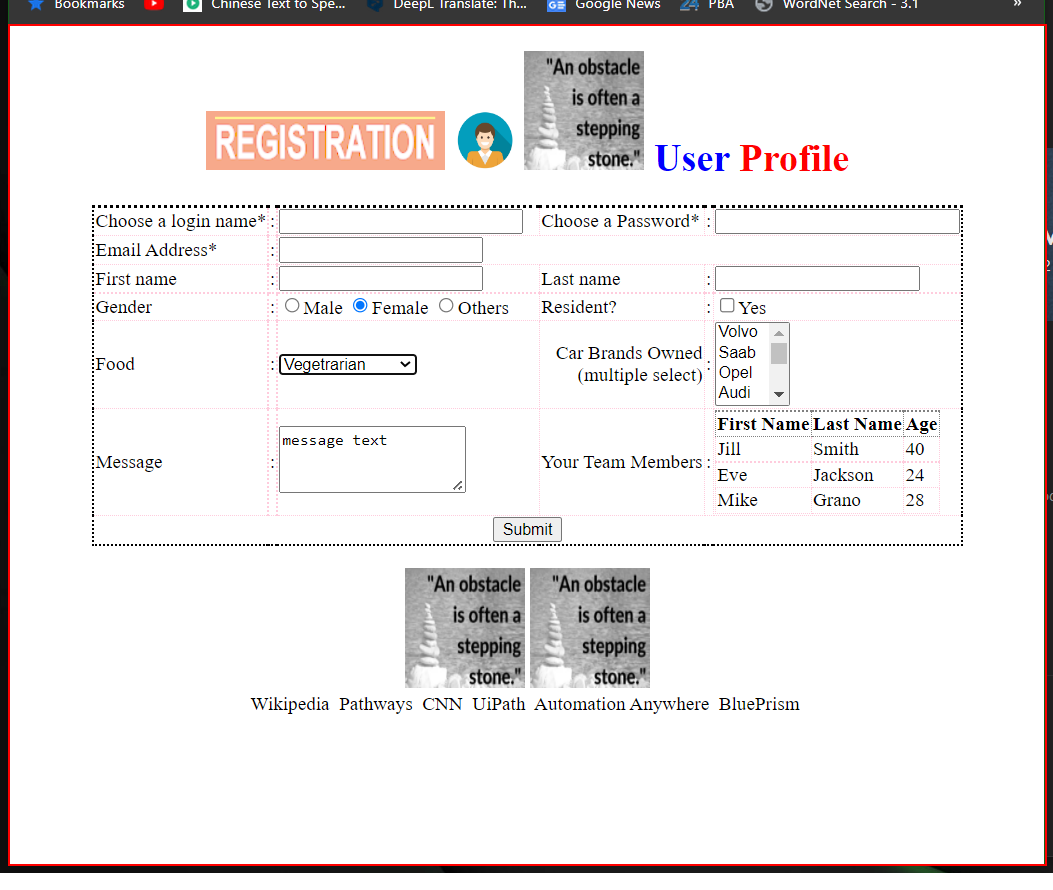 Bookmarks Chinese Text to Spe... DeepL Translate: Th... Google News PBA WordNet Search - 3.1 »
"An obstacle
is often a
stepping
stone."
REGISTRATION
User Profile
Choose a login name* : Choose a Password* :
Email Address* :
First name : Last name :
Gender : Male Female Others Resident? : Yes
Food : Vegetrarian Car Brands Owned (multiple select) :
Volvo
Saab
Opel
Audi
Message : message text Your Team Members :
First Name Last Name Age
Jill Smith 40
Eve Jackson 24
Mike Grano 28
Submit
"An obstacle
is often a
stepping
stone."
"An obstacle
is often a
stepping
stone."
Wikipedia Pathways CNN UiPath Automation Anywhere BluePrism